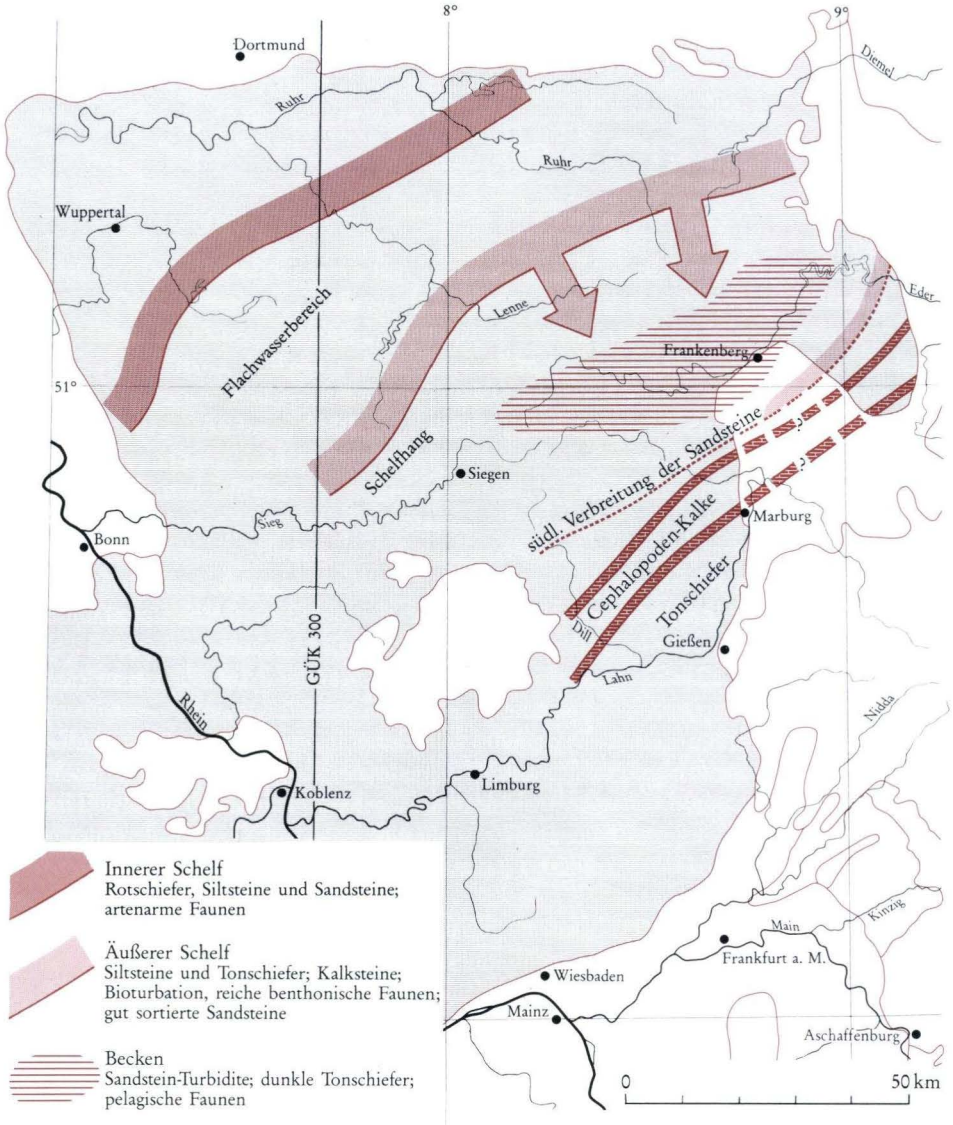 8°
9°
Dortmund
Diemel
Ruhr
Ruhr
Wuppertal
Flachwasserbereich
Lenne
Eder
Frankenberg
51°
Schelfhang
Siegen
südl. Verbreitung der Sandsteine
?
?
Marburg
Sieg
Bonn
Cephalopoden-Kalke
Tonschiefer
Dill
Gießen
GÜK 300
Lahn
Rhein
Nidda
Koblenz
Limburg
Innerer Schelf
Rotschiefer, Siltsteine und Sandsteine;
artenarme Faunen
Äußerer Schelf
Siltsteine und Tonschiefer; Kalksteine;
Bioturbation, reiche benthonische Faunen;
gut sortierte Sandsteine
Becken
Sandstein-Turbidite; dunkle Tonschiefer;
pelagische Faunen
Kinzig
Main
Frankfurt a. M.
Wiesbaden
Mainz
Aschaffenburg
0
50 km